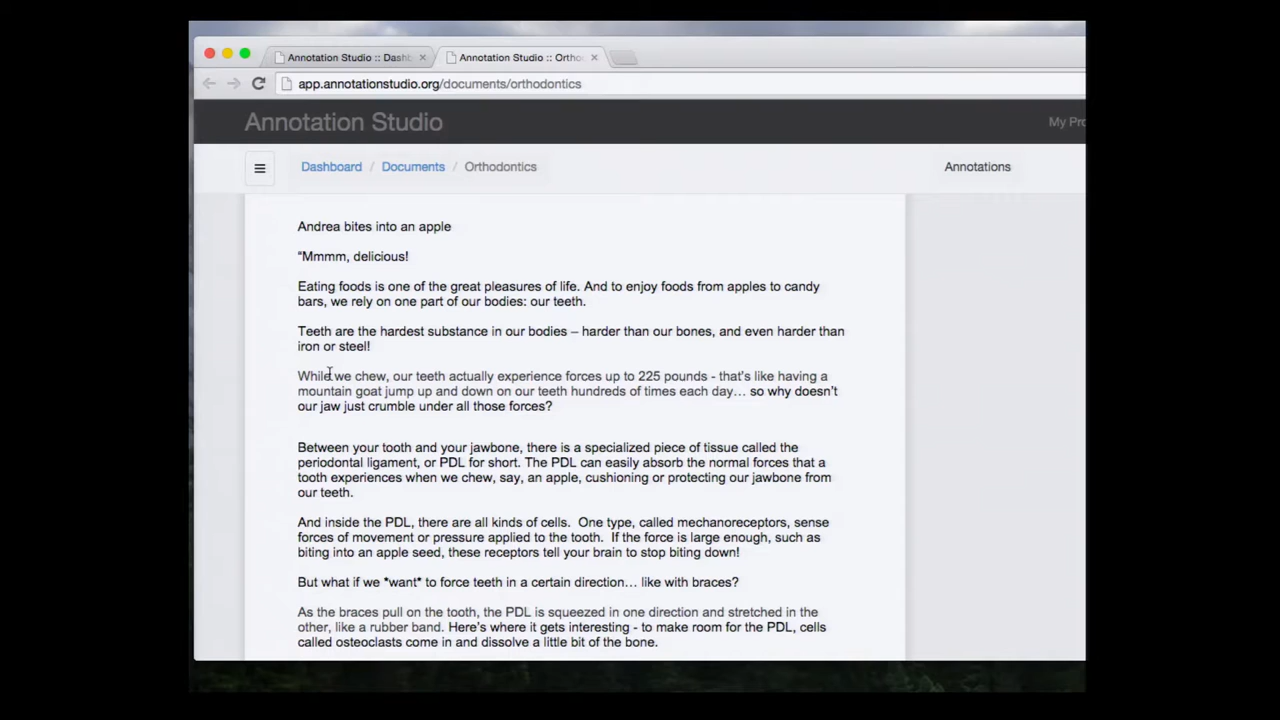 Annotation Studio :: Dashb
Annotation Studio :: Ortho
app.annotationstudio.org/documents/orthodontics
Annotation Studio
My Pro
Dashboard / Documents / Orthodontics
Annotations
Andrea bites into an apple
“Mmmm, delicious!
Eating foods is one of the great pleasures of life. And to enjoy foods from apples to candy
bars, we rely on one part of our bodies: our teeth.
Teeth are the hardest substance in our bodies – harder than our bones, and even harder than
iron or steel!
While we chew, our teeth actually experience forces up to 225 pounds - that’s like having a
mountain goat jump up and down on our teeth hundreds of times each day… so why doesn’t
our jaw just crumble under all those forces?
Between your tooth and your jawbone, there is a specialized piece of tissue called the
periodontal ligament, or PDL for short. The PDL can easily absorb the normal forces that a
tooth experiences when we chew, say, an apple, cushioning or protecting our jawbone from
our teeth.
And inside the PDL, there are all kinds of cells.  One type, called mechanoreceptors, sense
forces of movement or pressure applied to the tooth.  If the force is large enough, such as
biting into an apple seed, these receptors tell your brain to stop biting down!
But what if we *want* to force teeth in a certain direction… like with braces?
As the braces pull on the tooth, the PDL is squeezed in one direction and stretched in the
other, like a rubber band. Here’s where it gets interesting - to make room for the PDL, cells
called osteoclasts come in and dissolve a little bit of the bone.